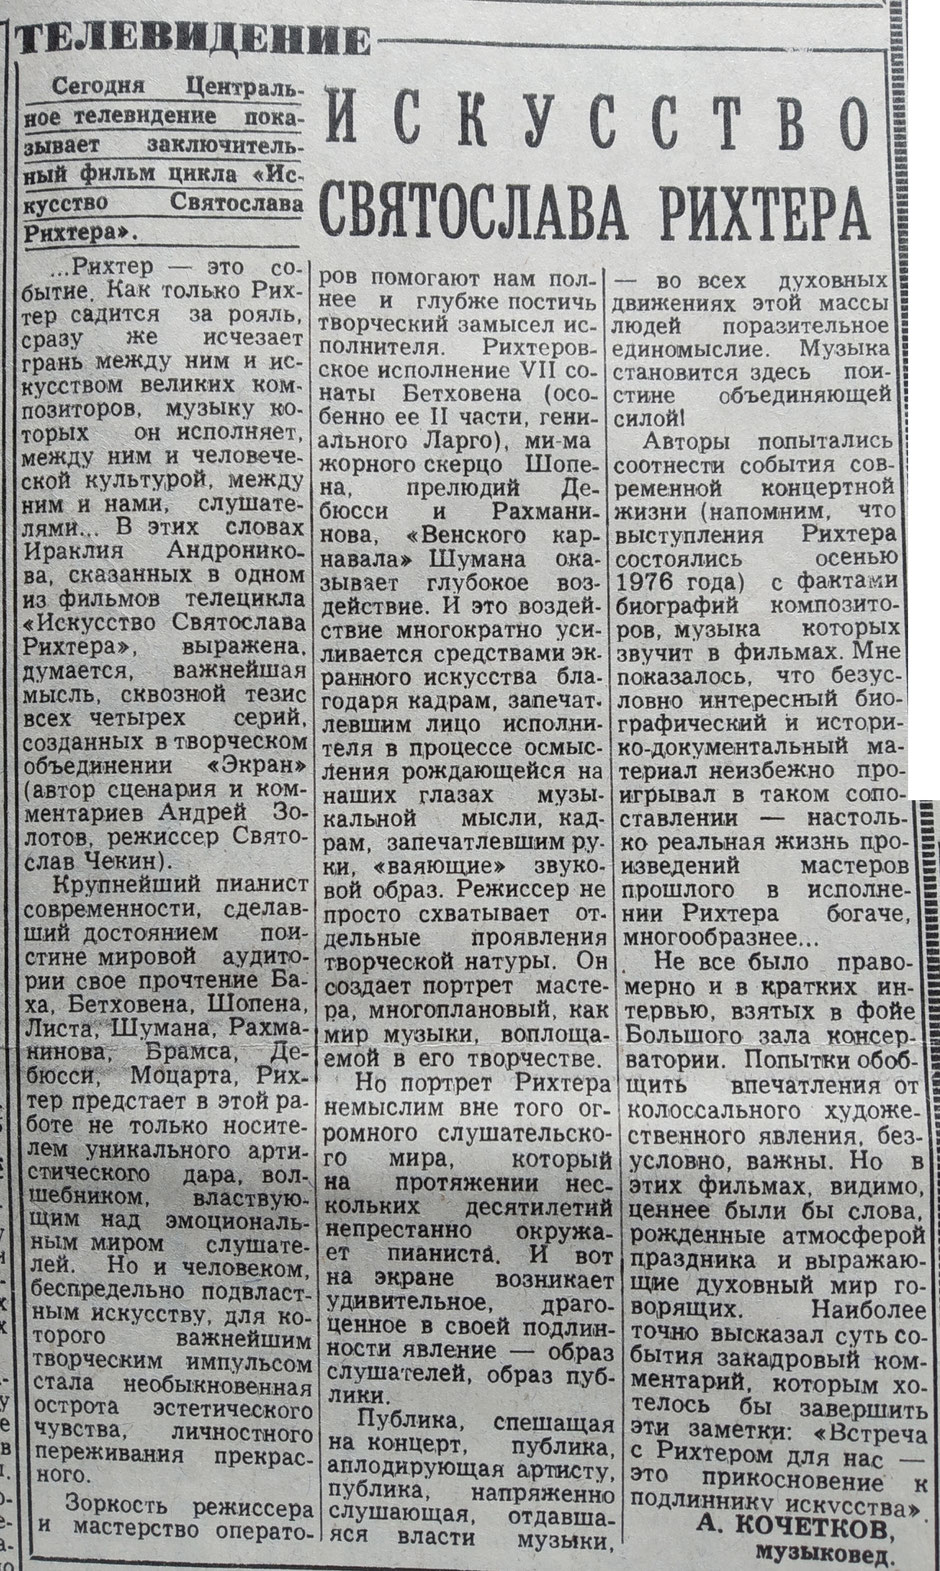 ТЕЛЕВИДЕНИЕ
Сегодня Централь-
ное телевидение пока-
зывает заключитель-
ный фильм цикла «Ис-
кусство Святослава
Рихтера».
ИСКУССТВО
СВЯТОСЛАВА РИХТЕРА
...Рихтер — это со-
бытие. Как только Рих-
тер садится за рояль,
сразу же исчезает
грань между ним и ис-
кусством великих ком-
позиторов, музыку ко-
торых он исполняет,
между ним и человече-
ской культурой, между
ним и нами, слушате-
лями... В этих словах
Ираклия Андронико-
ва, сказанных в одном
из фильмов телецикла
«Искусство Святослава
Рихтера», выражена,
думается, важнейшая
мысль, сквозной тезис
всех четырех серий,
созданных в творческом
объединении «Экран»
(автор сценария и ком-
ментариев Андрей Зо-
лотов, режиссер Свято-
слав Чекин).
Крупнейший пианист
современности, сделав-
ший достоянием пои-
стине мировой аудито-
рии свое прочтение Ба-
ха, Бетховена, Шопена,
Листа, Шумана, Рахма-
нинова, Брамса, Де-
бюсси, Моцарта, Рих-
тер предстает в этой ра-
боте не только носите-
лем уникального арти-
стического дара, вол-
шебником, властвую-
щим над эмоциональ-
ным миром слушате-
лей. Но и человеком,
беспредельно подвласт-
ным искусству, для ко-
торого важнейшим
творческим импульсом
стала необыкновенная
острота эстетического
чувства, личностного
переживания прекрас-
ного.
Зоркость режиссера
и мастерство операто-
ров помогают нам пол-
нее и глубже постичь
творческий замысел ис-
полнителя. Рихтеров-
ское исполнение VII со-
наты Бетховена (осо-
бенно ее II части, гени-
ального Ларго), ми-ма
жорного скерцо Шопе-
на, прелюдий Де-
бюсси и Рахмани-
нова, «Венского кар-
навала» Шумана ока-
зывает глубокое воз-
действие. И это воздей-
ствие многократно уси-
ливается средствами эк-
ранного искусства бла-
годаря кадрам, запечат-
левшим лицо исполни-
теля в процессе осмыс-
ления рождающейся на
наших глазах музы-
кальной мысли, кад-
рам, запечатлевшим ру-
ки, «ваяющие» звуко-
вой образ. Режиссер не
просто схватывает от-
дельные проявления
творческой натуры. Он
создает портрет масте-
ра, многоплановый, как
мир музыки, воплоща-
емой в его творчестве.
Но портрет Рихтера
немыслим вне того ог-
ромного слушательско-
го мира, который
на протяжении нес-
кольких десятилетий
непрестанно окружа-
ет пианиста. И вот
на экране возникает
удивительное, драго-
ценное в своей подлин-
ности явление — образ
слушателей, образ пуб-
лики.
Публика, спешащая
на концерт, публика,
аплодирующая артисту,
публика, напряженно
слушающая, отдавша-
яся власти музыки,
— во всех духовных
движениях этой массы
людей поразительное
единомыслие. Музыка
становится здесь пои-
стине объединяющей
силой!
Авторы попытались
соотнести события сов-
ременной концертной
жизни (напомним, что
выступления Рихтера
состоялись осенью
1976 года) с фактами
биографий композито-
ров, музыка которых
звучит в фильмах. Мне
показалось, что безус-
ловно интересный био-
графический и истори-
ко-документальный ма-
териал неизбежно про-
игрывал в таком сопо-
ставлении — настоль-
ко реальная жизнь про-
изведений мастеров
прошлого в исполне-
нии Рихтера богаче,
многообразнее...
Не все было право-
мерно и в кратких ин-
тервью, взятых в фойе
Большого зала консер-
ватории. Попытки обоб-
щить впечатления от
колоссального художе-
ственного явления, без-
условно, важны. Но в
этих фильмах, видимо,
ценнее были бы слова,
рожденные атмосферой
праздника и выражаю-
щие духовный мир го-
ворящих. Наиболее
точно высказал суть со-
бытия закадровый ком-
ментарий, которым хо-
телось бы завершить
эти заметки: «Встреча
с Рихтером для нас —
это прикосновение к
подлиннику искусства».
А. КОЧЕТКОВ,
музыковед.